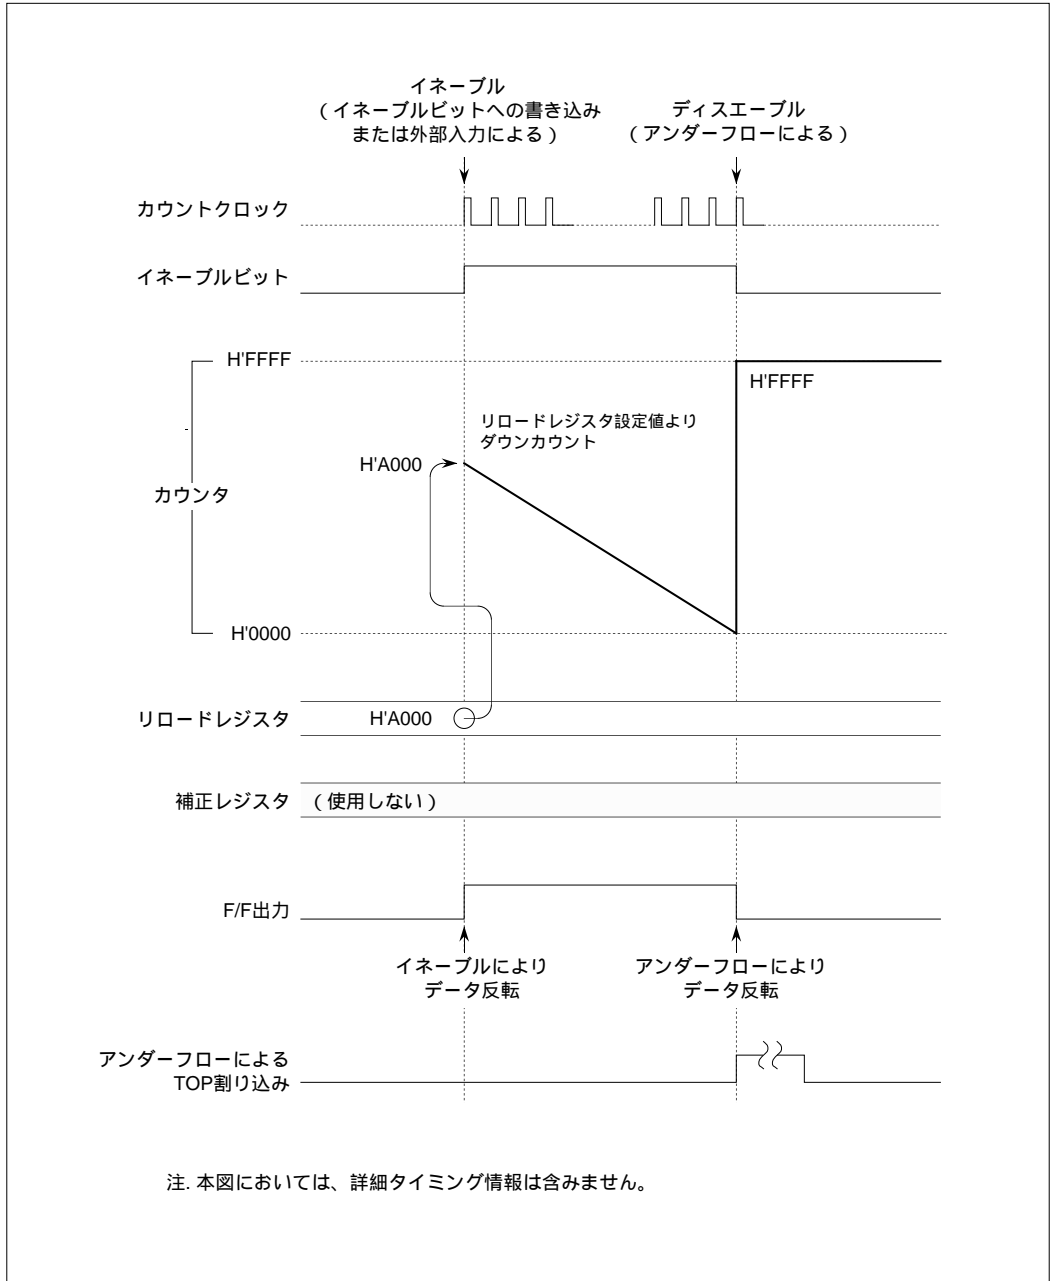 イネーブル
（イネーブルビットへの書き込み
または外部入力による）
ディスエーブル
（アンダーフローによる）
カウントクロック
イネーブルビット
H'FFFF
H'FFFF
リロードレジスタ設定値より
ダウンカウント
H'A000
カウンタ
H'0000
リロードレジスタ
H'A000
補正レジスタ
（使用しない）
F/F出力
イネーブルにより
データ反転
アンダーフローにより
データ反転
アンダーフローによる
TOP割り込み
注. 本図においては、詳細タイミング情報は含みません。